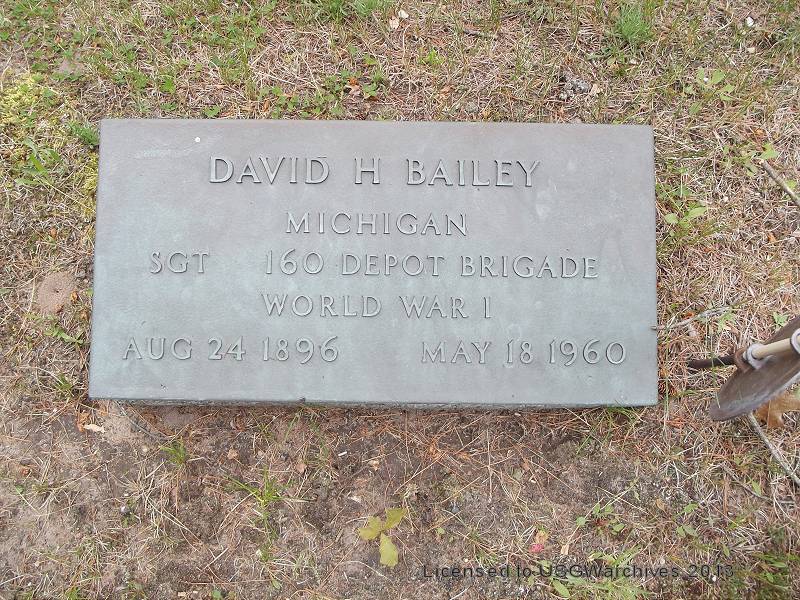 DAVID H BAILEY
MICHIGAN
SGT 160 DEPOT BRIGADE
WORLD WAR I
AUG 24 1896 MAY 18 1960
Licensed to USGWarchives 2013